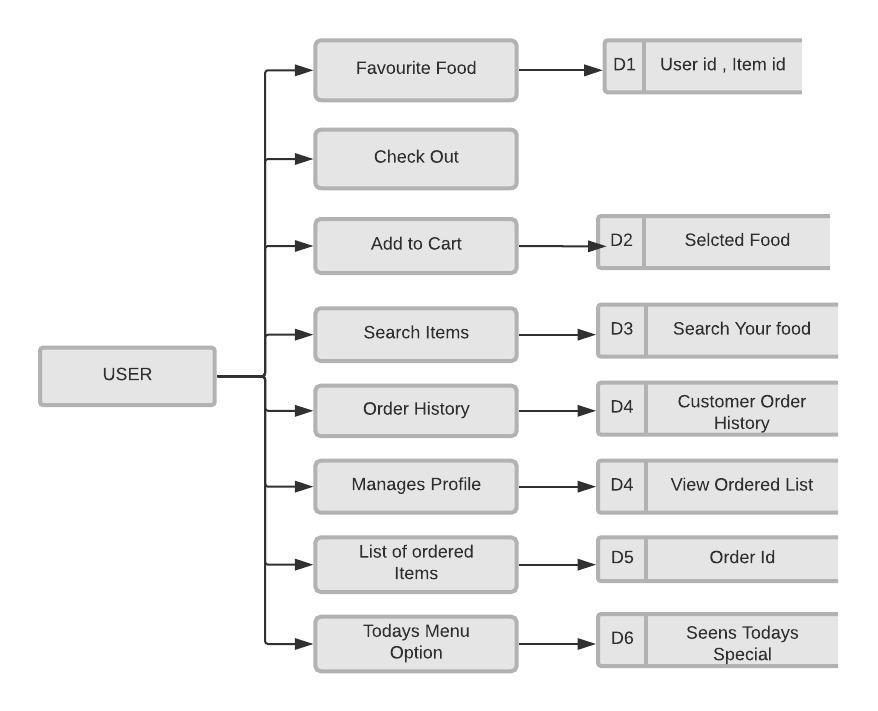 Favourite Food
D1
User id , Item id
Check Out
Add to Cart
D2
Selcted Food
Search Items
D3
Search Your food
USER
Order History
D4
Customer Order
History
Manages Profile
D4
View Ordered List
List of ordered
Items
D5
Order Id
Todays Menu
Option
D6
Seens Todays
Special